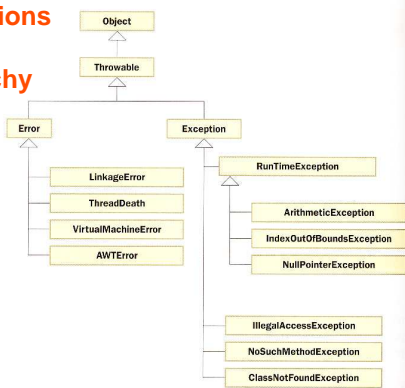 Object
ions
Throwable
chy
Error
Exception
RunTimeException
LinkageError
ThreadDeath
ArithmeticException
VirtualMachineError
IndexOutOfBoundsException
AWTError
NullPointerException
IllegalAccessException
NoSuchMethodException
ClassNotFoundException